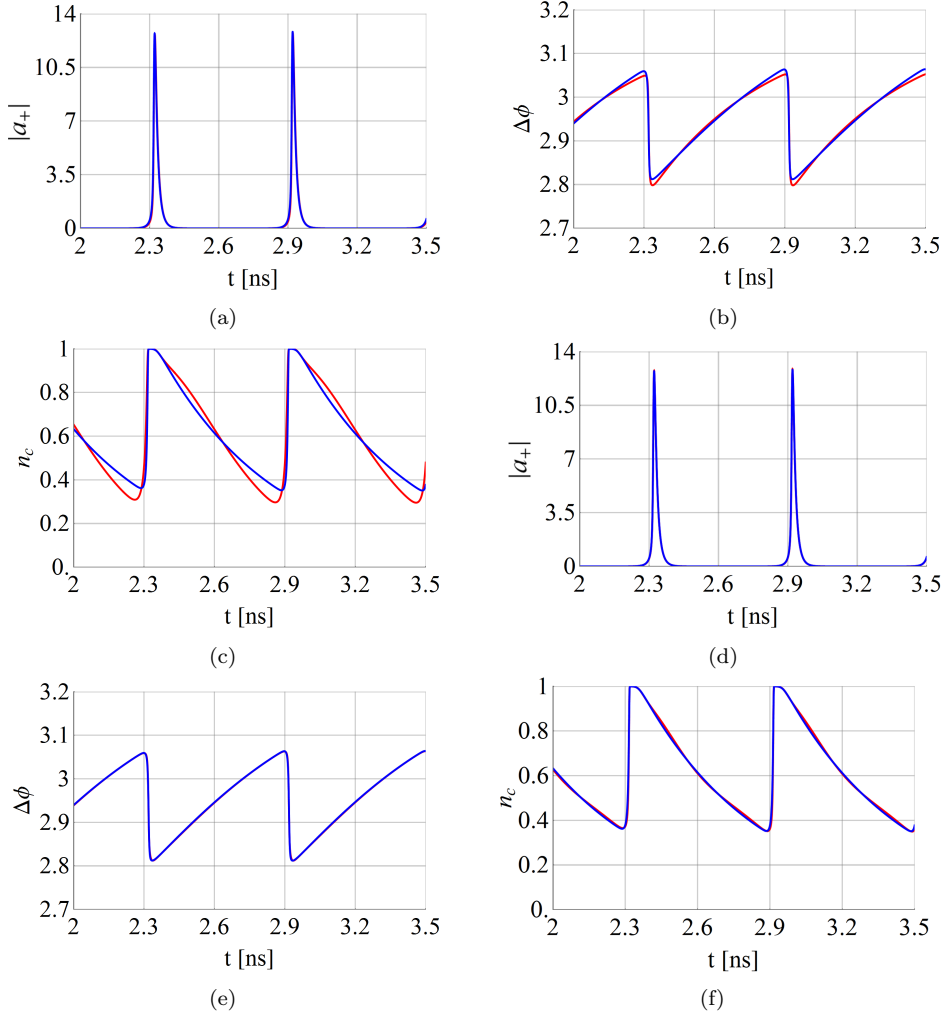 14
10.5
7
3.5
0
|a₊|
2 2.3 2.6 2.9 3.2 3.5
t [ns]
(a)
3.2
3.1
3
2.9
2.8
2.7
Δϕ
2 2.3 2.6 2.9 3.2 3.5
t [ns]
(b)
1
0.8
0.6
0.4
0.2
0.
n_c
2 2.3 2.6 2.9 3.2 3.5
t [ns]
(c)
14
10.5
7
3.5
0
|a₊|
2 2.3 2.6 2.9 3.2 3.5
t [ns]
(d)
3.2
3.1
3
2.9
2.8
2.7
Δϕ
2 2.3 2.6 2.9 3.2 3.5
t [ns]
(e)
1
0.8
0.6
0.4
0.2
0.
n_c
2 2.3 2.6 2.9 3.2 3.5
t [ns]
(f)